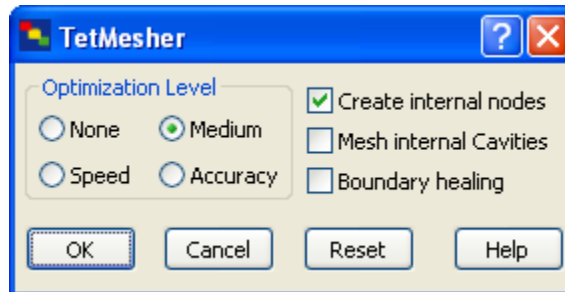 TetMesher
Optimization Level
None
Medium
Speed
Accuracy
Create internal nodes
Mesh internal Cavities
Boundary healing
OK
Cancel
Reset
Help